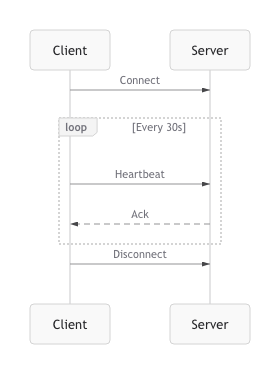 Client Server
Connect
loop [Every 30s]
Heartbeat
Ack
Disconnect
Client Server